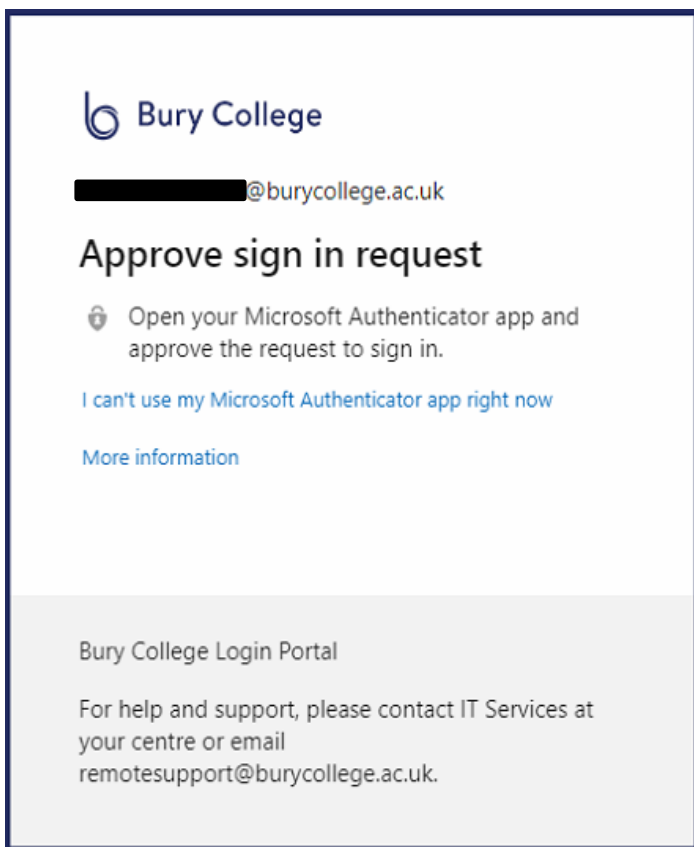 Bury College
@burycollege.ac.uk
Approve sign in request
Open your Microsoft Authenticator app and
approve the request to sign in.
I can't use my Microsoft Authenticator app right now
More information
Bury College Login Portal
For help and support, please contact IT Services at
your centre or email
remotesupport@burycollege.ac.uk.